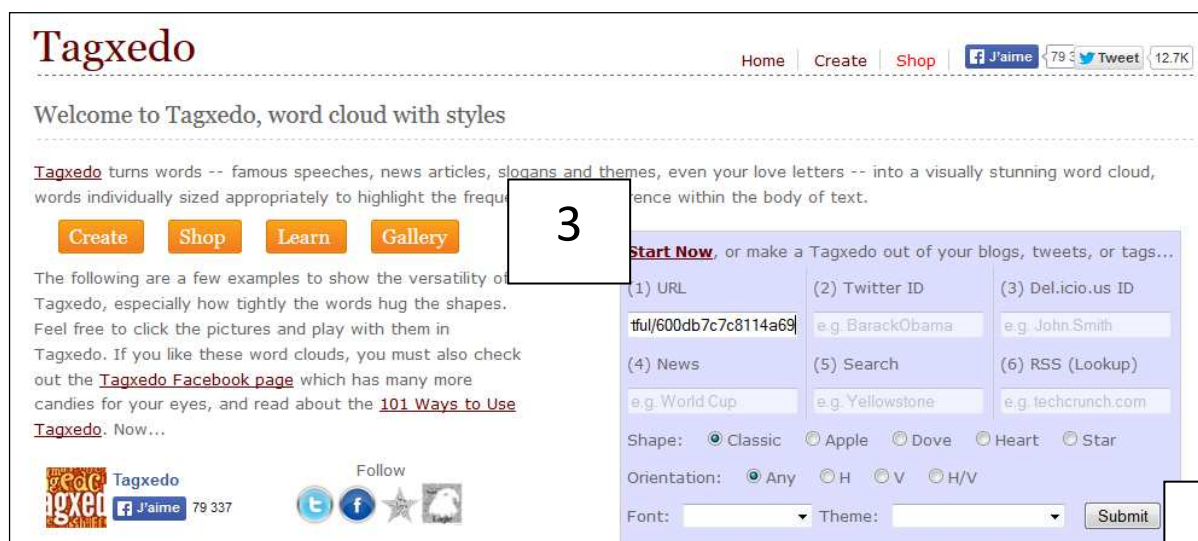 Tagxedo
Home Create Shop J'aime 79 3 Tweet 12.7K
Welcome to Tagxedo, word cloud with styles
Tagxedo turns words -- famous speeches, news articles, slogans and themes, even your love letters -- into a visually stunning word cloud,
words individually sized appropriately to highlight the freque rence within the body of text.
3
Create Shop Learn Gallery
The following are a few examples to show the versatility of
Tagxedo, especially how tightly the words hug the shapes.
Feel free to click the pictures and play with them in
Tagxedo. If you like these word clouds, you must also check
out the Tagxedo Facebook page which has many more
candies for your eyes, and read about the 101 Ways to Use
Tagxedo. Now...
Tagxedo
J'aime 79 337
Follow
Start Now, or make a Tagxedo out of your blogs, tweets, or tags...
(1) URL (2) Twitter ID (3) Del.icio.us ID
tful/600db7c7c8114a69 e.g. BarackObama e.g. John.Smith
(4) News (5) Search (6) RSS (Lookup)
e.g. World Cup e.g. Yellowstone e.g. techcrunch.com
Shape: Classic Apple Dove Heart Star
Orientation: Any H V H/V
Font: Theme: Submit